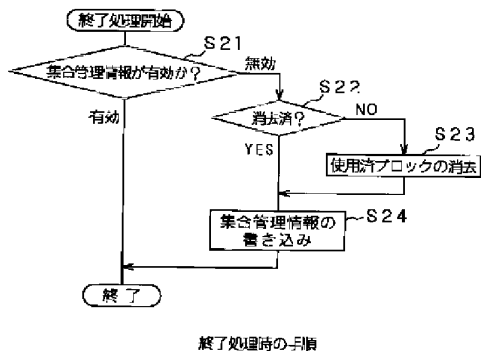 終了処理開始
S21
集合管理情報が有効か?
無効
S22
有効
消去済?
NO
S23
YES
使用済ブロックの消去
S24
集合管理情報の
書き込み
終了
終了処理時の手順